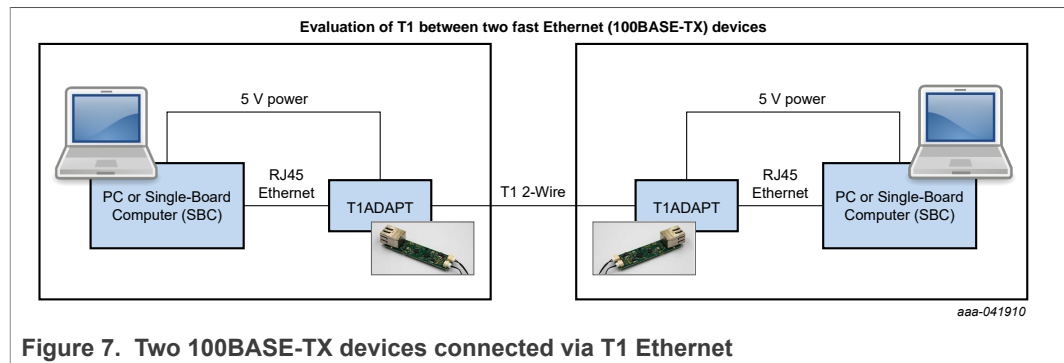 Evaluation of T1 between two fast Ethernet (100BASE-TX) devices
5 V power
PC or Single-Board
Computer (SBC)
RJ45
Ethernet
T1ADAPT
T1 2-Wire
5 V power
T1ADAPT
RJ45
Ethernet
PC or Single-Board
Computer (SBC)
aaa-041910
Figure 7. Two 100BASE-TX devices connected via T1 Ethernet